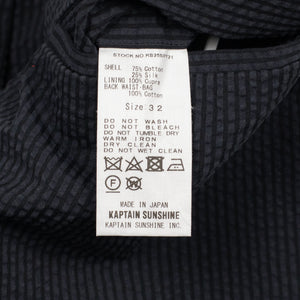 STOCK NO KS25SPT21
SHELL 75% Cotton
25% Silk
LINING 100% Cupra
BACK WAIST-BAG
100% Cotton
Size 32
DO NOT WASH
DO NOT BLEACH
DO NOT TUMBLE DRY
WARM IRON
DRY CLEAN
DO NOT WET CLEAN
F
W
MADE IN JAPAN
KAPTAIN SUNSHINE
KAPTAIN SUNSHINE INC.